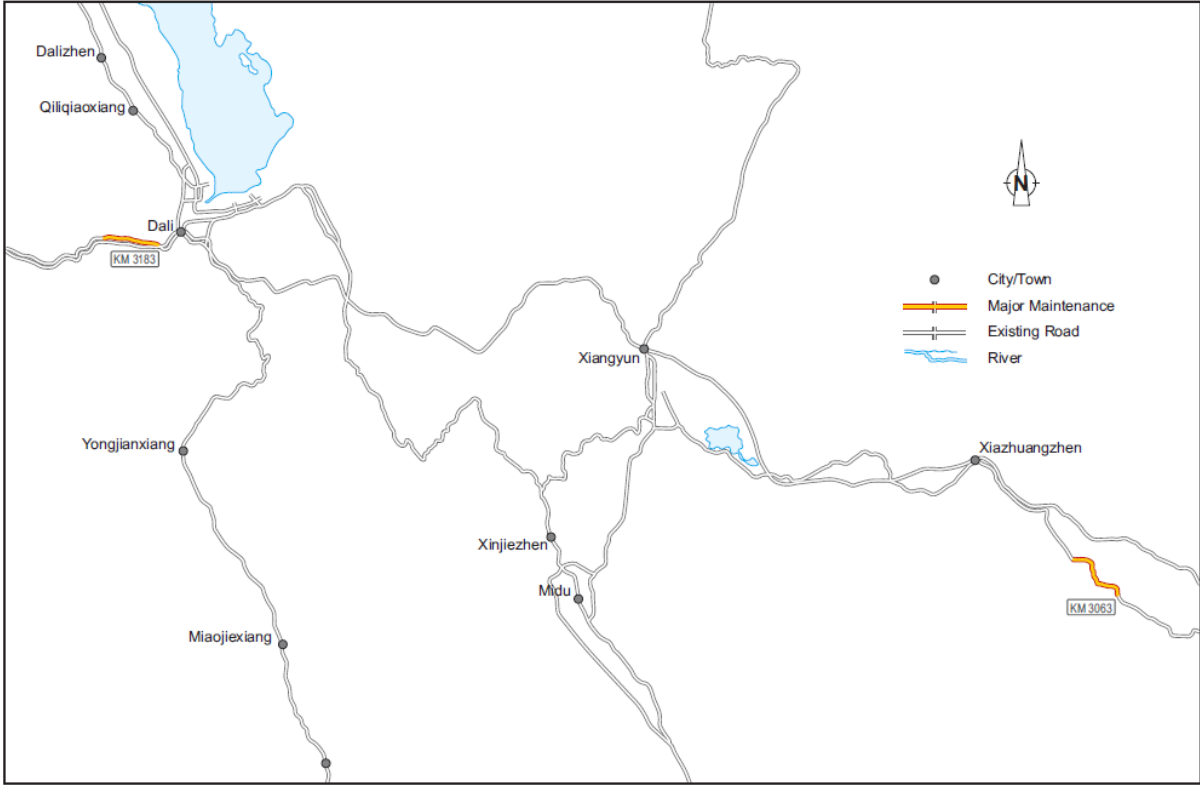 Dalizhen
Qiliqiaoxiang
N
Dali
KM 3183
City/Town
Major Maintenance
Existing Road
River
Xiangyun
Yongjianxiang
Xiazhuangzhen
Xinjiezhen
Midu
KM 3063
Miaojiexiang